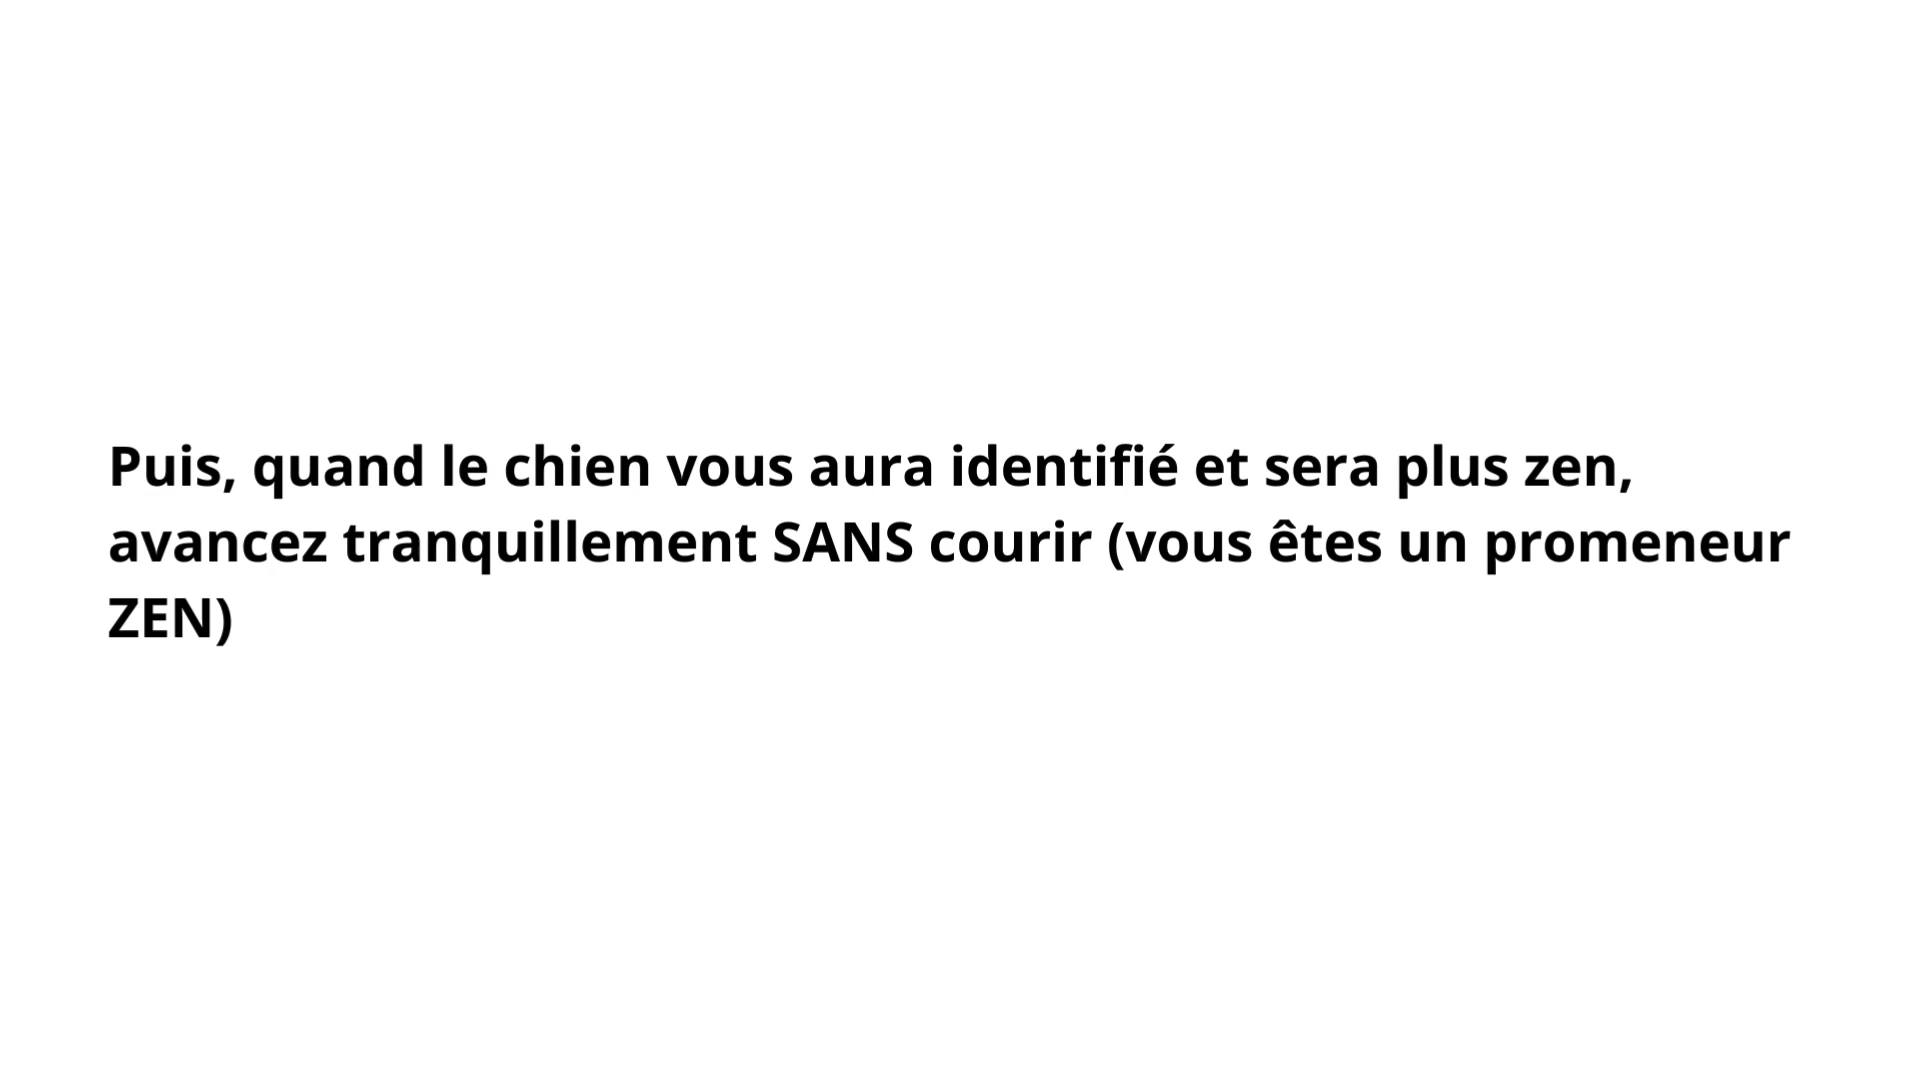 Puis, quand le chien vous aura identifié et sera plus zen,
avancez tranquillement SANS courir (vous êtes un promeneur
ZEN)